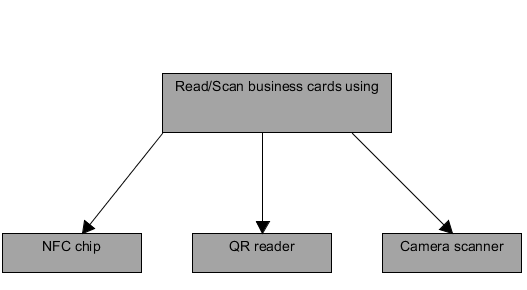 Read/Scan business cards using
NFC chip
QR reader
Camera scanner